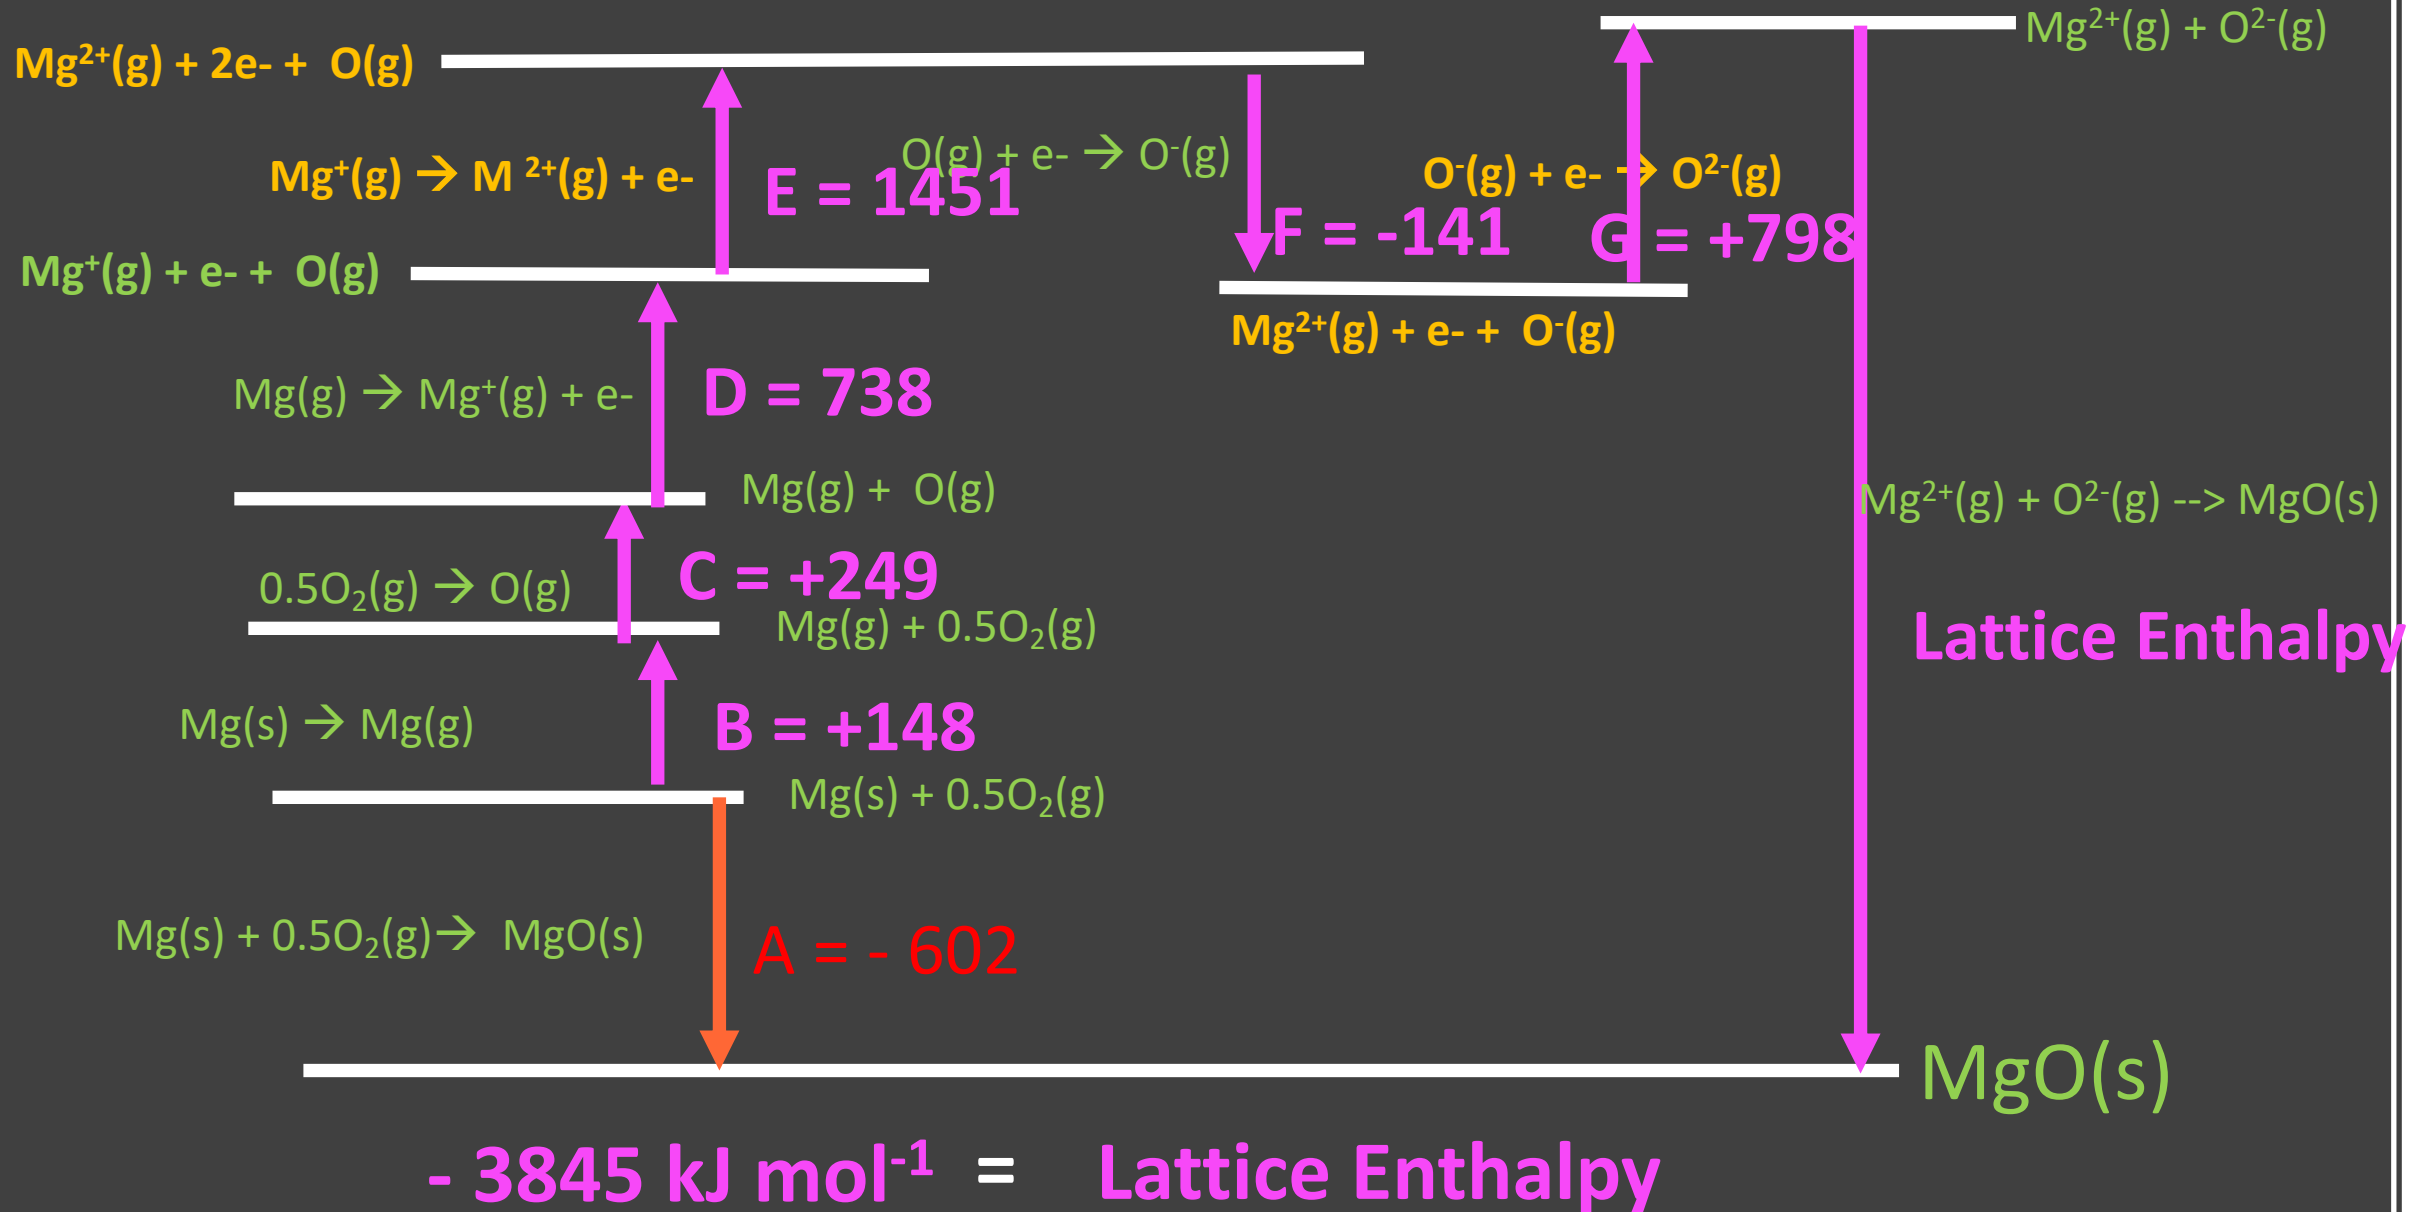 Mg²⁺(g) + O²⁻(g)
Mg²⁺(g) + 2e- + O(g)
O(g) + e- → O⁻(g)
Mg⁺(g) → M ²⁺(g) + e-
E = 1451
O⁻(g) + e- → O²⁻(g)
F = -141
G = +798
Mg⁺(g) + e- + O(g)
Mg²⁺(g) + e- + O⁻(g)
Mg(g) → Mg⁺(g) + e-
D = 738
Mg(g) + O(g)
Mg²⁺(g) + O²⁻(g) --> MgO(s)
0.5O₂(g) → O(g)
C = +249
Mg(g) + 0.5O₂(g)
Lattice Enthalpy
Mg(s) → Mg(g)
B = +148
Mg(s) + 0.5O₂(g)
Mg(s) + 0.5O₂(g)→ MgO(s)
A = - 602
MgO(s)
- 3845 kJ mol⁻¹ = Lattice Enthalpy